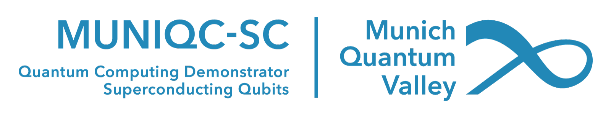 MUNIQC-SC
Quantum Computing Demonstrator
Superconducting Qubits
Munich
Quantum
Valley